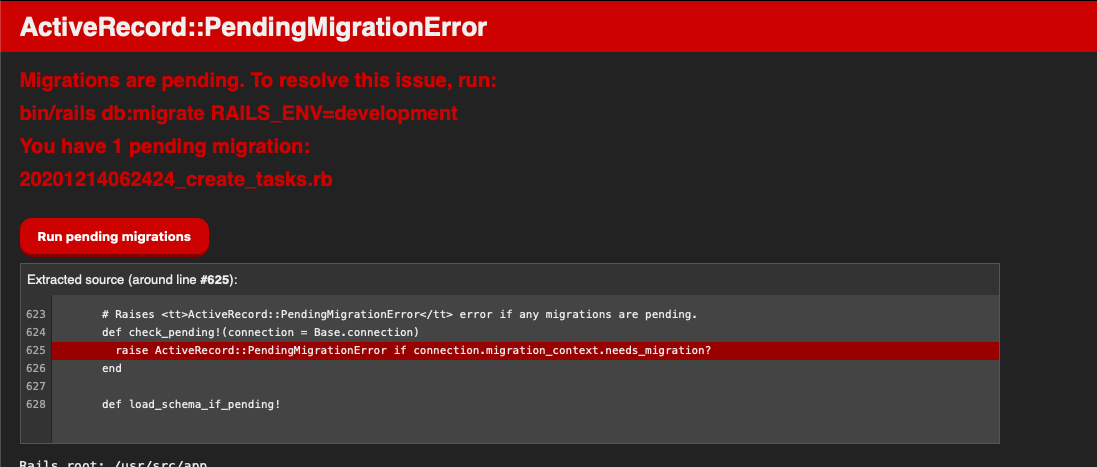 ActiveRecord::PendingMigrationError
Migrations are pending. To resolve this issue, run:
bin/rails db:migrate RAILS_ENV=development
You have 1 pending migration:
20201214062424_create_tasks.rb
Run pending migrations
Extracted source (around line #625):
623 # Raises <tt>ActiveRecord::PendingMigrationError</tt> error if any migrations are pending.
624 def check_pending!(connection = Base.connection)
625 raise ActiveRecord::PendingMigrationError if connection.migration_context.needs_migration?
626 end
627
628 def load_schema_if_pending!
Rails root: /usr/src/app